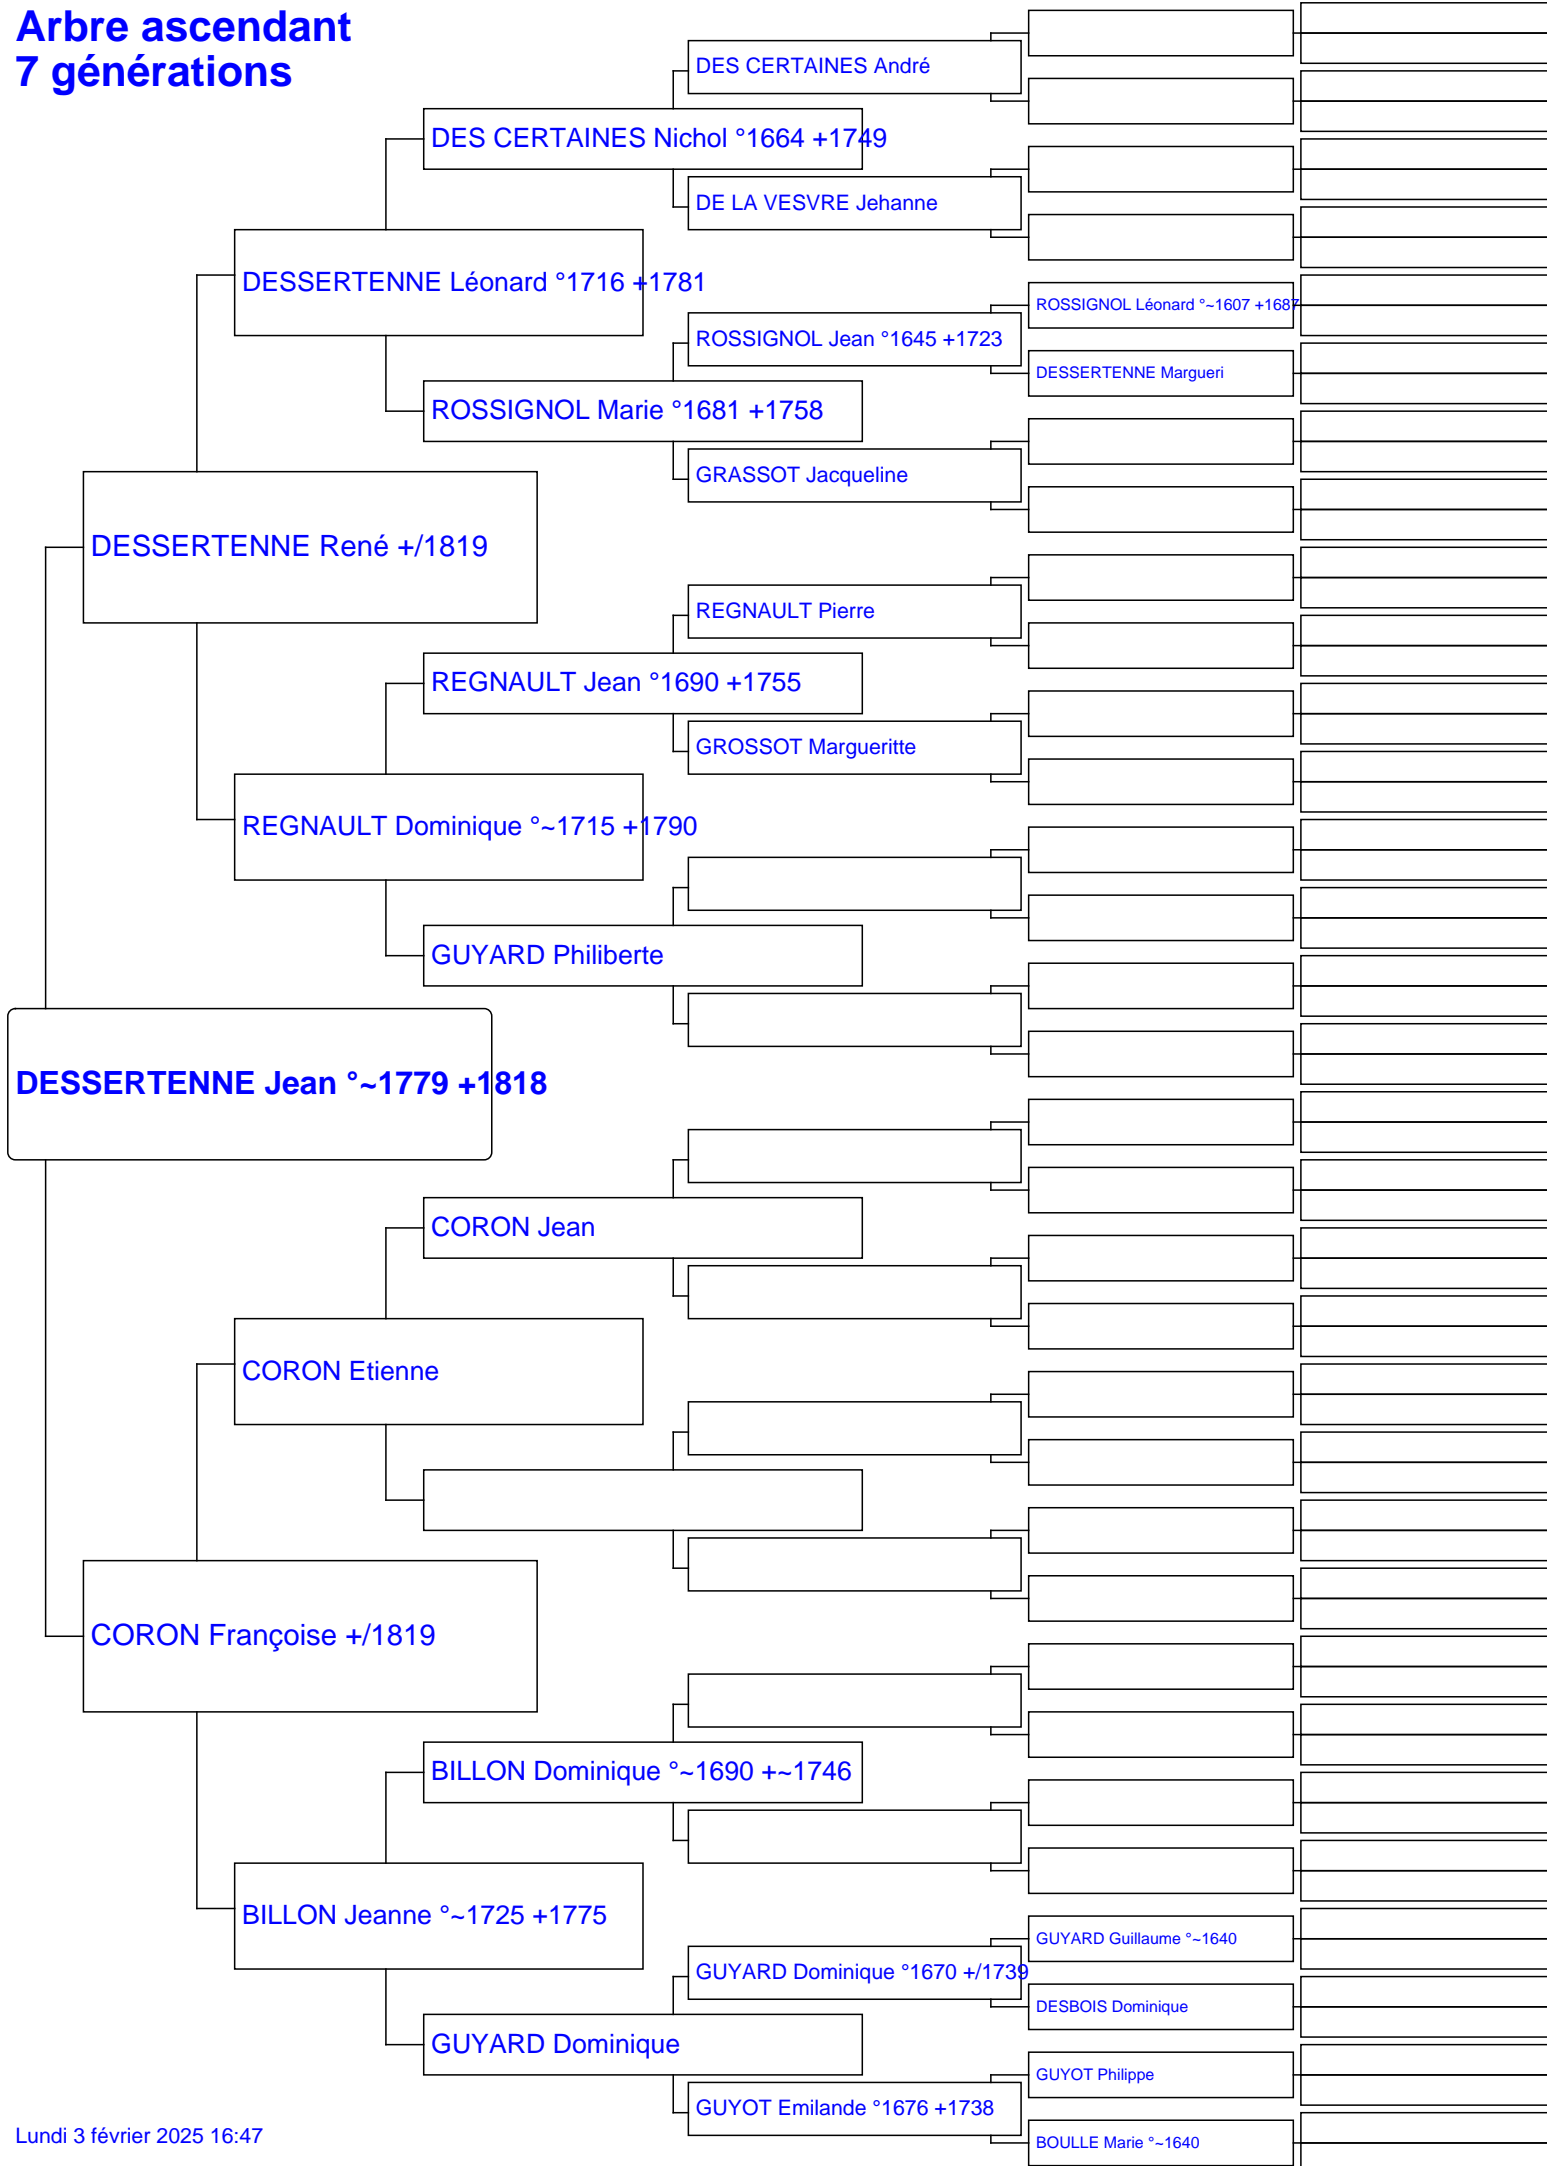 Arbre ascendant
7 générations
DES CERTAINES André
DES CERTAINES Nichol °1664 +1749
DE LA VESVRE Jehanne
DESSERTENNE Léonard °1716 +1781
ROSSIGNOL Léonard °~1607 +1687
ROSSIGNOL Jean °1645 +1723
DESSERTENNE Margueri
ROSSIGNOL Marie °1681 +1758
GRASSOT Jacqueline
DESSERTENNE René +/1819
REGNAULT Pierre
REGNAULT Jean °1690 +1755
GROSSOT Margueritte
REGNAULT Dominique °~1715 +1790
GUYARD Philiberte
DESSERTENNE Jean °~1779 +1818
CORON Jean
CORON Etienne
CORON Françoise +/1819
BILLON Dominique °~1690 +~1746
BILLON Jeanne °~1725 +1775
GUYARD Guillaume °~1640
GUYARD Dominique °1670 +/1739
DESBOIS Dominique
GUYARD Dominique
GUYOT Philippe
GUYOT Emilande °1676 +1738
BOULLE Marie °~1640
Lundi 3 février 2025 16:47